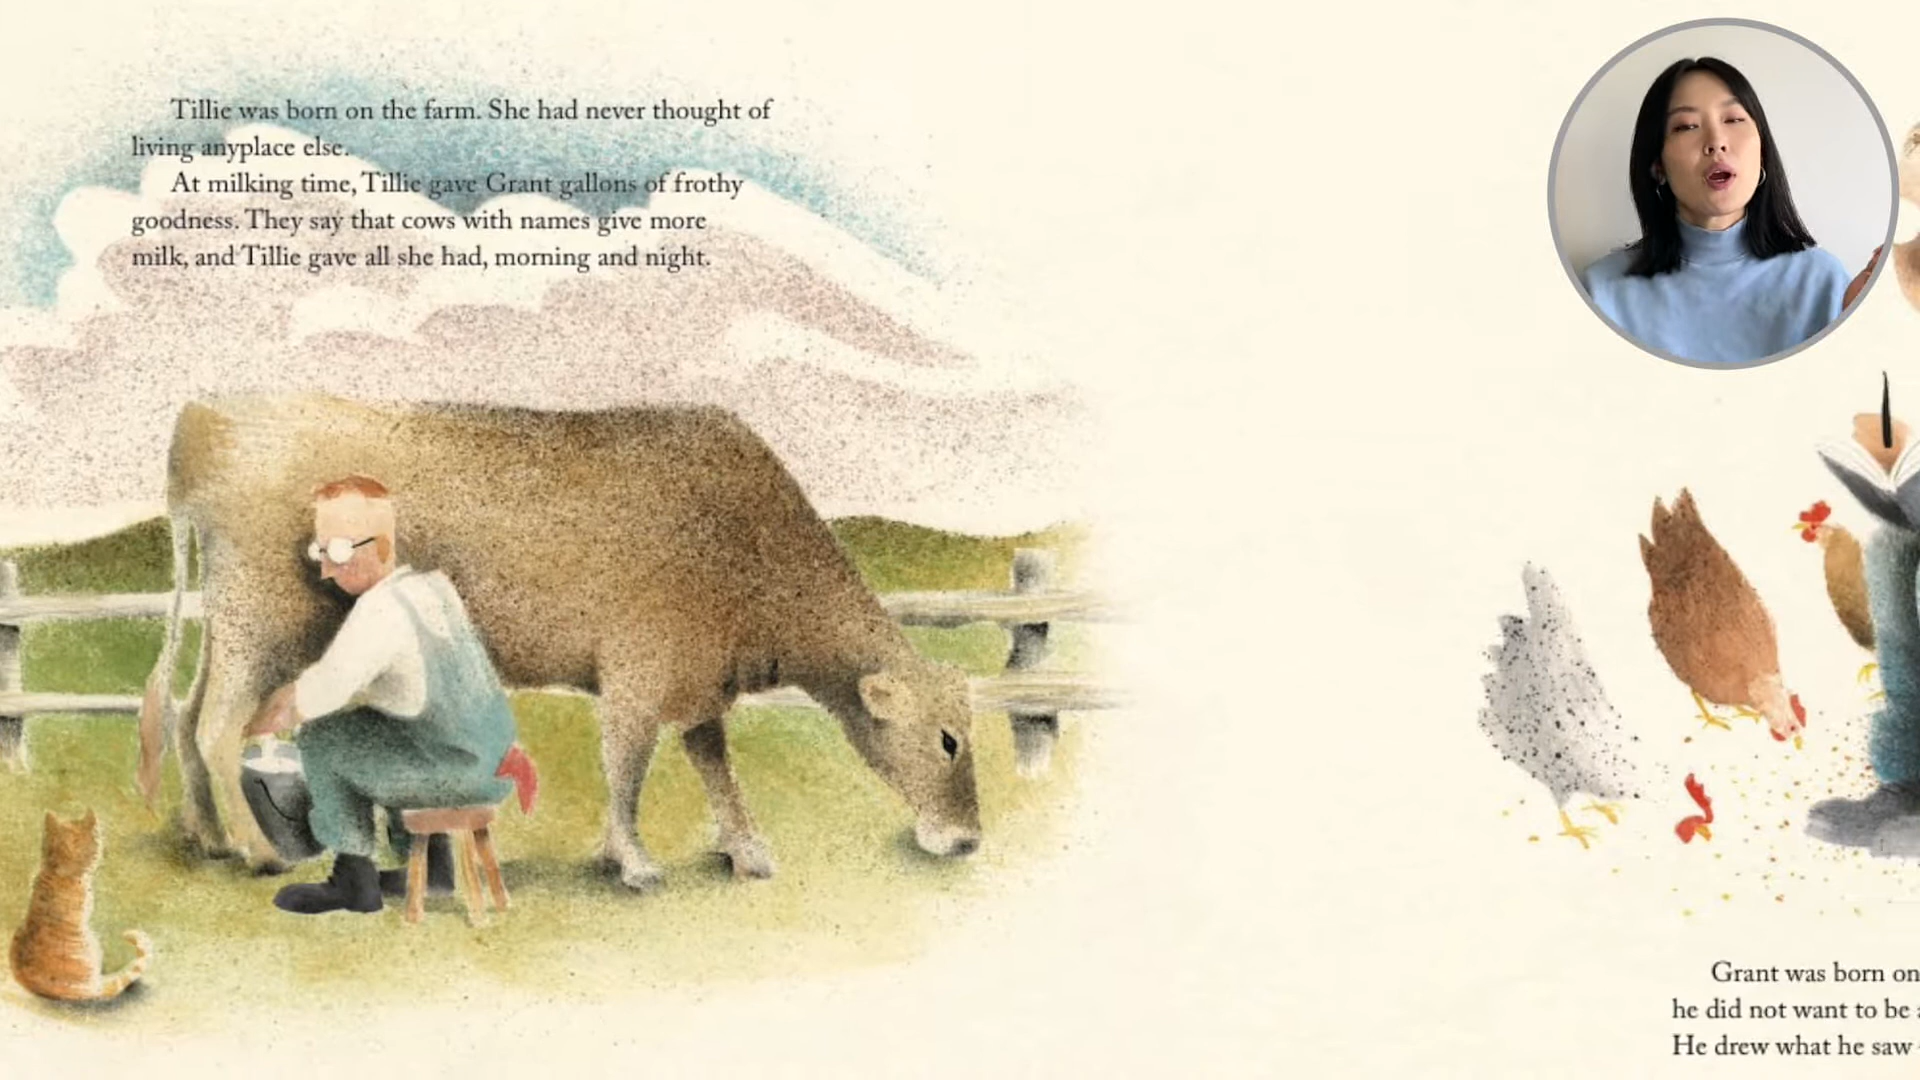 Tillie was born on the farm. She had never thought of
living anyplace else.
At milking time, Tillie gave Grant gallons of frothy
goodness. They say that cows with names give more
milk, and Tillie gave all she had, morning and night.
Grant was born on
he did not want to be
He drew what he saw